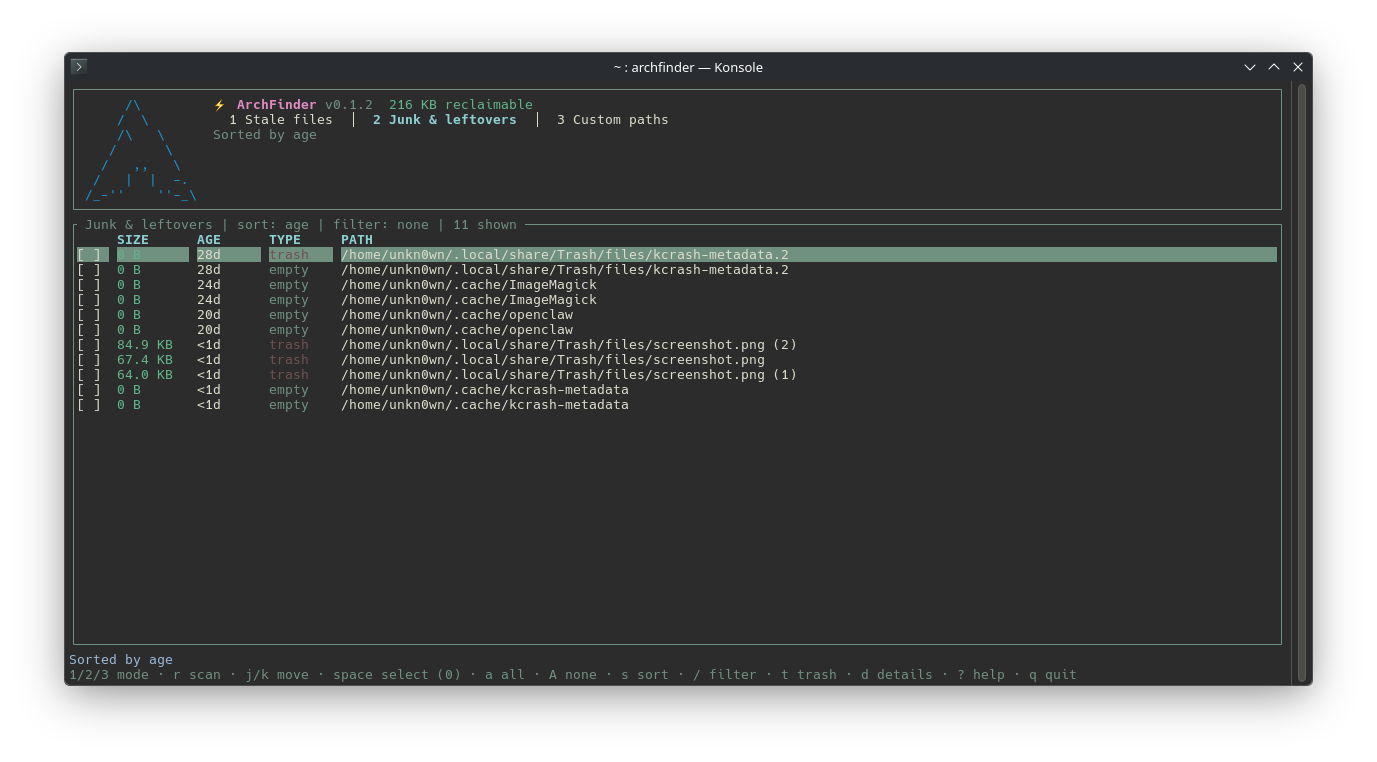 ~ : archfinder — Konsole
⚡ ArchFinder v0.1.2 216 KB reclaimable
1 Stale files │ 2 Junk & leftovers │ 3 Custom paths
Sorted by age
Junk & leftovers | sort: age | filter: none | 11 shown
SIZE AGE TYPE PATH
[ ] 0 B 28d trash /home/unkn0wn/.local/share/Trash/files/kcrash-metadata.2
[ ] 0 B 28d empty /home/unkn0wn/.local/share/Trash/files/kcrash-metadata.2
[ ] 0 B 24d empty /home/unkn0wn/.cache/ImageMagick
[ ] 0 B 24d empty /home/unkn0wn/.cache/ImageMagick
[ ] 0 B 20d empty /home/unkn0wn/.cache/openclaw
[ ] 0 B 20d empty /home/unkn0wn/.cache/openclaw
[ ] 84.9 KB <1d trash /home/unkn0wn/.local/share/Trash/files/screenshot.png (2)
[ ] 67.4 KB <1d trash /home/unkn0wn/.local/share/Trash/files/screenshot.png
[ ] 64.0 KB <1d trash /home/unkn0wn/.local/share/Trash/files/screenshot.png (1)
[ ] 0 B <1d empty /home/unkn0wn/.cache/kcrash-metadata
[ ] 0 B <1d empty /home/unkn0wn/.cache/kcrash-metadata
Sorted by age
1/2/3 mode · r scan · j/k move · space select (0) · a all · A none · s sort · / filter · t trash · d details · ? help · q quit